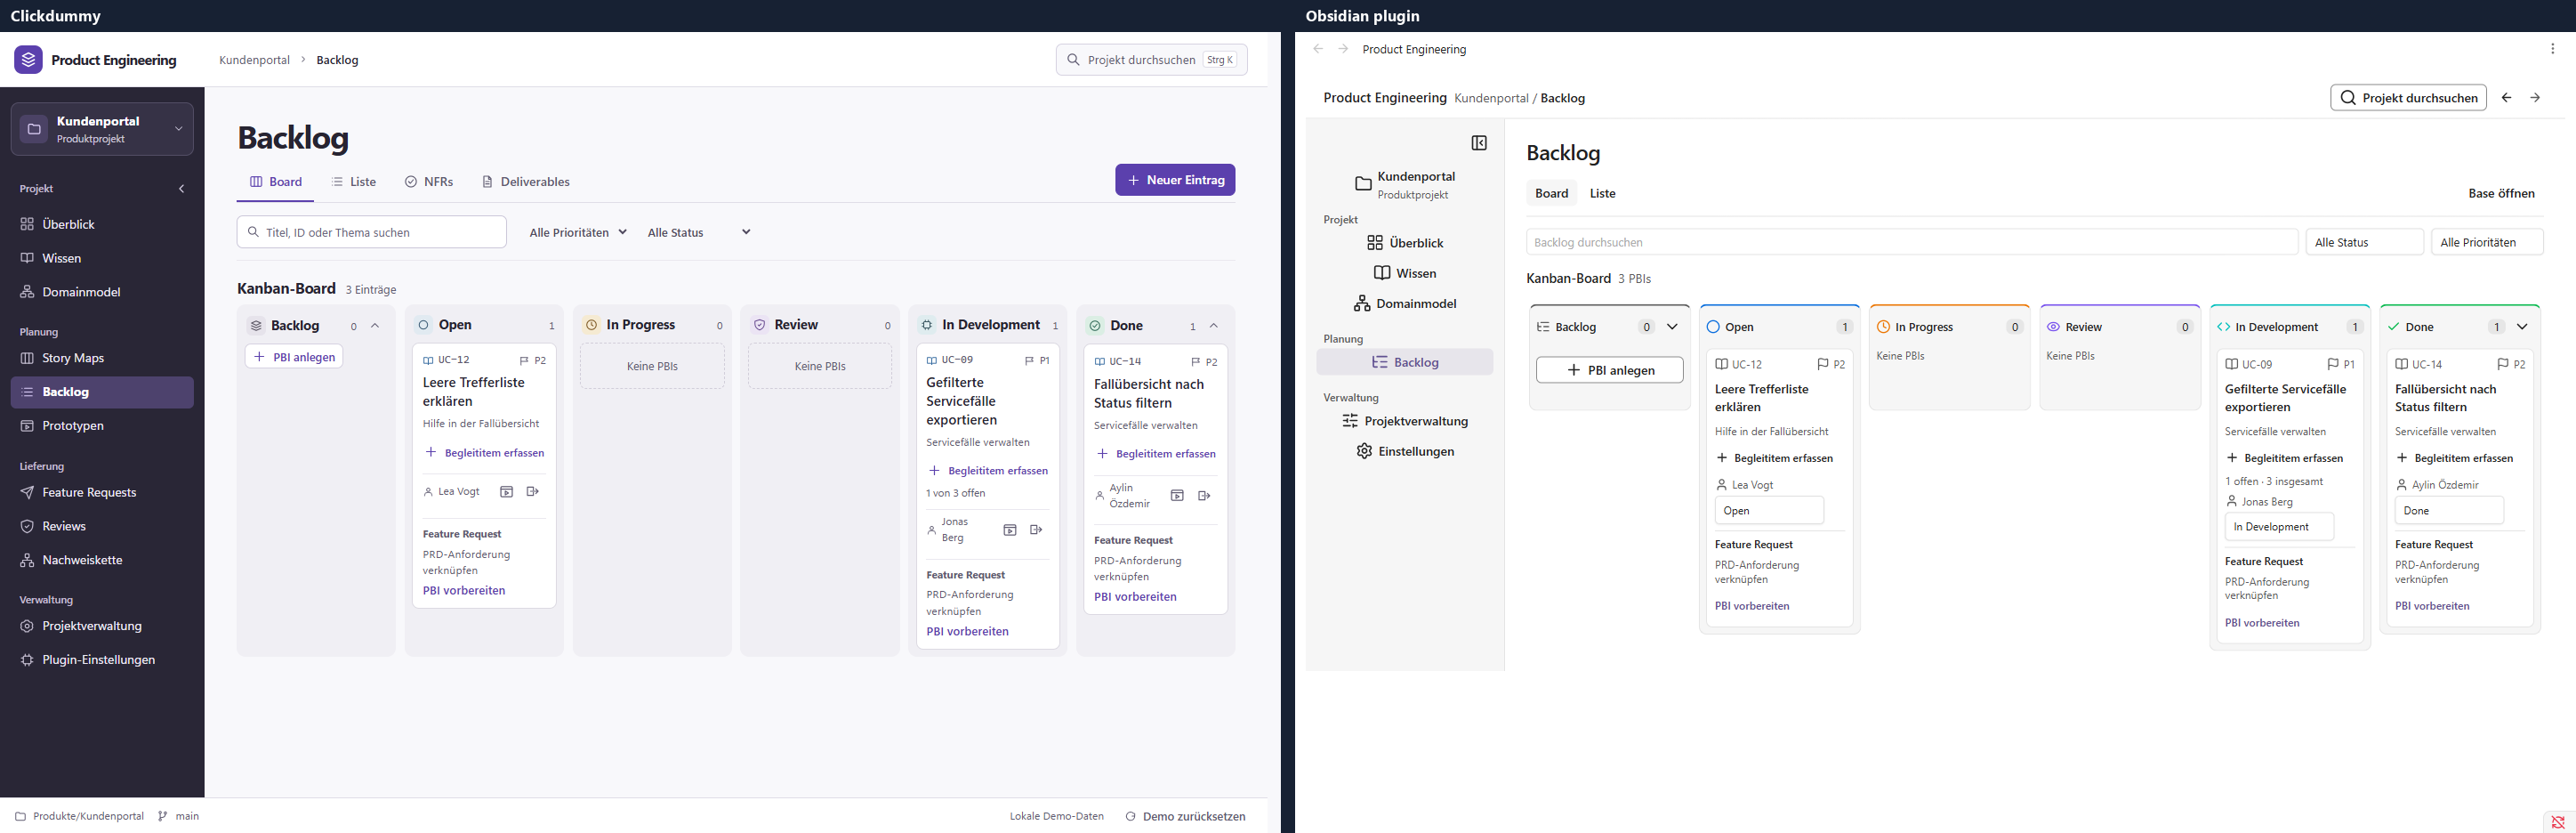 Clickdummy
Product Engineering
Kundenportal > Backlog
Projekt durchsuchen Strg K
Kundenportal
Produktprojekt
Projekt
Überblick
Wissen
Domainmodel
Planung
Story Maps
Backlog
Prototypen
Lieferung
Feature Requests
Reviews
Nachweiskette
Verwaltung
Projektverwaltung
Plugin-Einstellungen
Backlog
Board Liste NFRs Deliverables
Neuer Eintrag
Titel, ID oder Thema suchen
Alle Prioritäten
Alle Status
Kanban-Board 3 Einträge
Backlog 0
PBI anlegen
Open 1
UC-12 P2
Leere Trefferliste
erklären
Hilfe in der Fallübersicht
Begleititem erfassen
Lea Vogt
Feature Request
PRD-Anforderung
verknüpfen
PBI vorbereiten
In Progress 0
Keine PBIs
Review 0
Keine PBIs
In Development 1
UC-09 P1
Gefilterte
Servicefälle
exportieren
Servicefälle verwalten
Begleititem erfassen
1 von 3 offen
Jonas
Berg
Feature Request
PRD-Anforderung
verknüpfen
PBI vorbereiten
Done 1
UC-14 P2
Fallübersicht nach
Status filtern
Servicefälle verwalten
Begleititem erfassen
Aylin
Özdemir
Feature Request
PRD-Anforderung
verknüpfen
PBI vorbereiten
Produkte/Kundenportal main
Lokale Demo-Daten
Demo zurücksetzen
Obsidian plugin
Product Engineering
Product Engineering Kundenportal / Backlog
Projekt durchsuchen
Kundenportal
Produktprojekt
Projekt
Überblick
Wissen
Domainmodel
Planung
Backlog
Verwaltung
Projektverwaltung
Einstellungen
Backlog
Board Liste
Base öffnen
Backlog durchsuchen
Alle Status
Alle Prioritäten
Kanban-Board 3 PBIs
Backlog 0
PBI anlegen
Open 1
UC-12 P2
Leere Trefferliste
erklären
Hilfe in der Fallübersicht
Begleititem erfassen
Lea Vogt
Open
Feature Request
PRD-Anforderung
verknüpfen
PBI vorbereiten
In Progress 0
Keine PBIs
Review 0
Keine PBIs
In Development 1
UC-09 P1
Gefilterte Servicefälle
exportieren
Servicefälle verwalten
Begleititem erfassen
1 offen · 3 insgesamt
Jonas Berg
In Development
Feature Request
PRD-Anforderung
verknüpfen
PBI vorbereiten
Done 1
UC-14 P2
Fallübersicht nach
Status filtern
Servicefälle verwalten
Begleititem erfassen
Aylin Özdemir
Done
Feature Request
PRD-Anforderung
verknüpfen
PBI vorbereiten